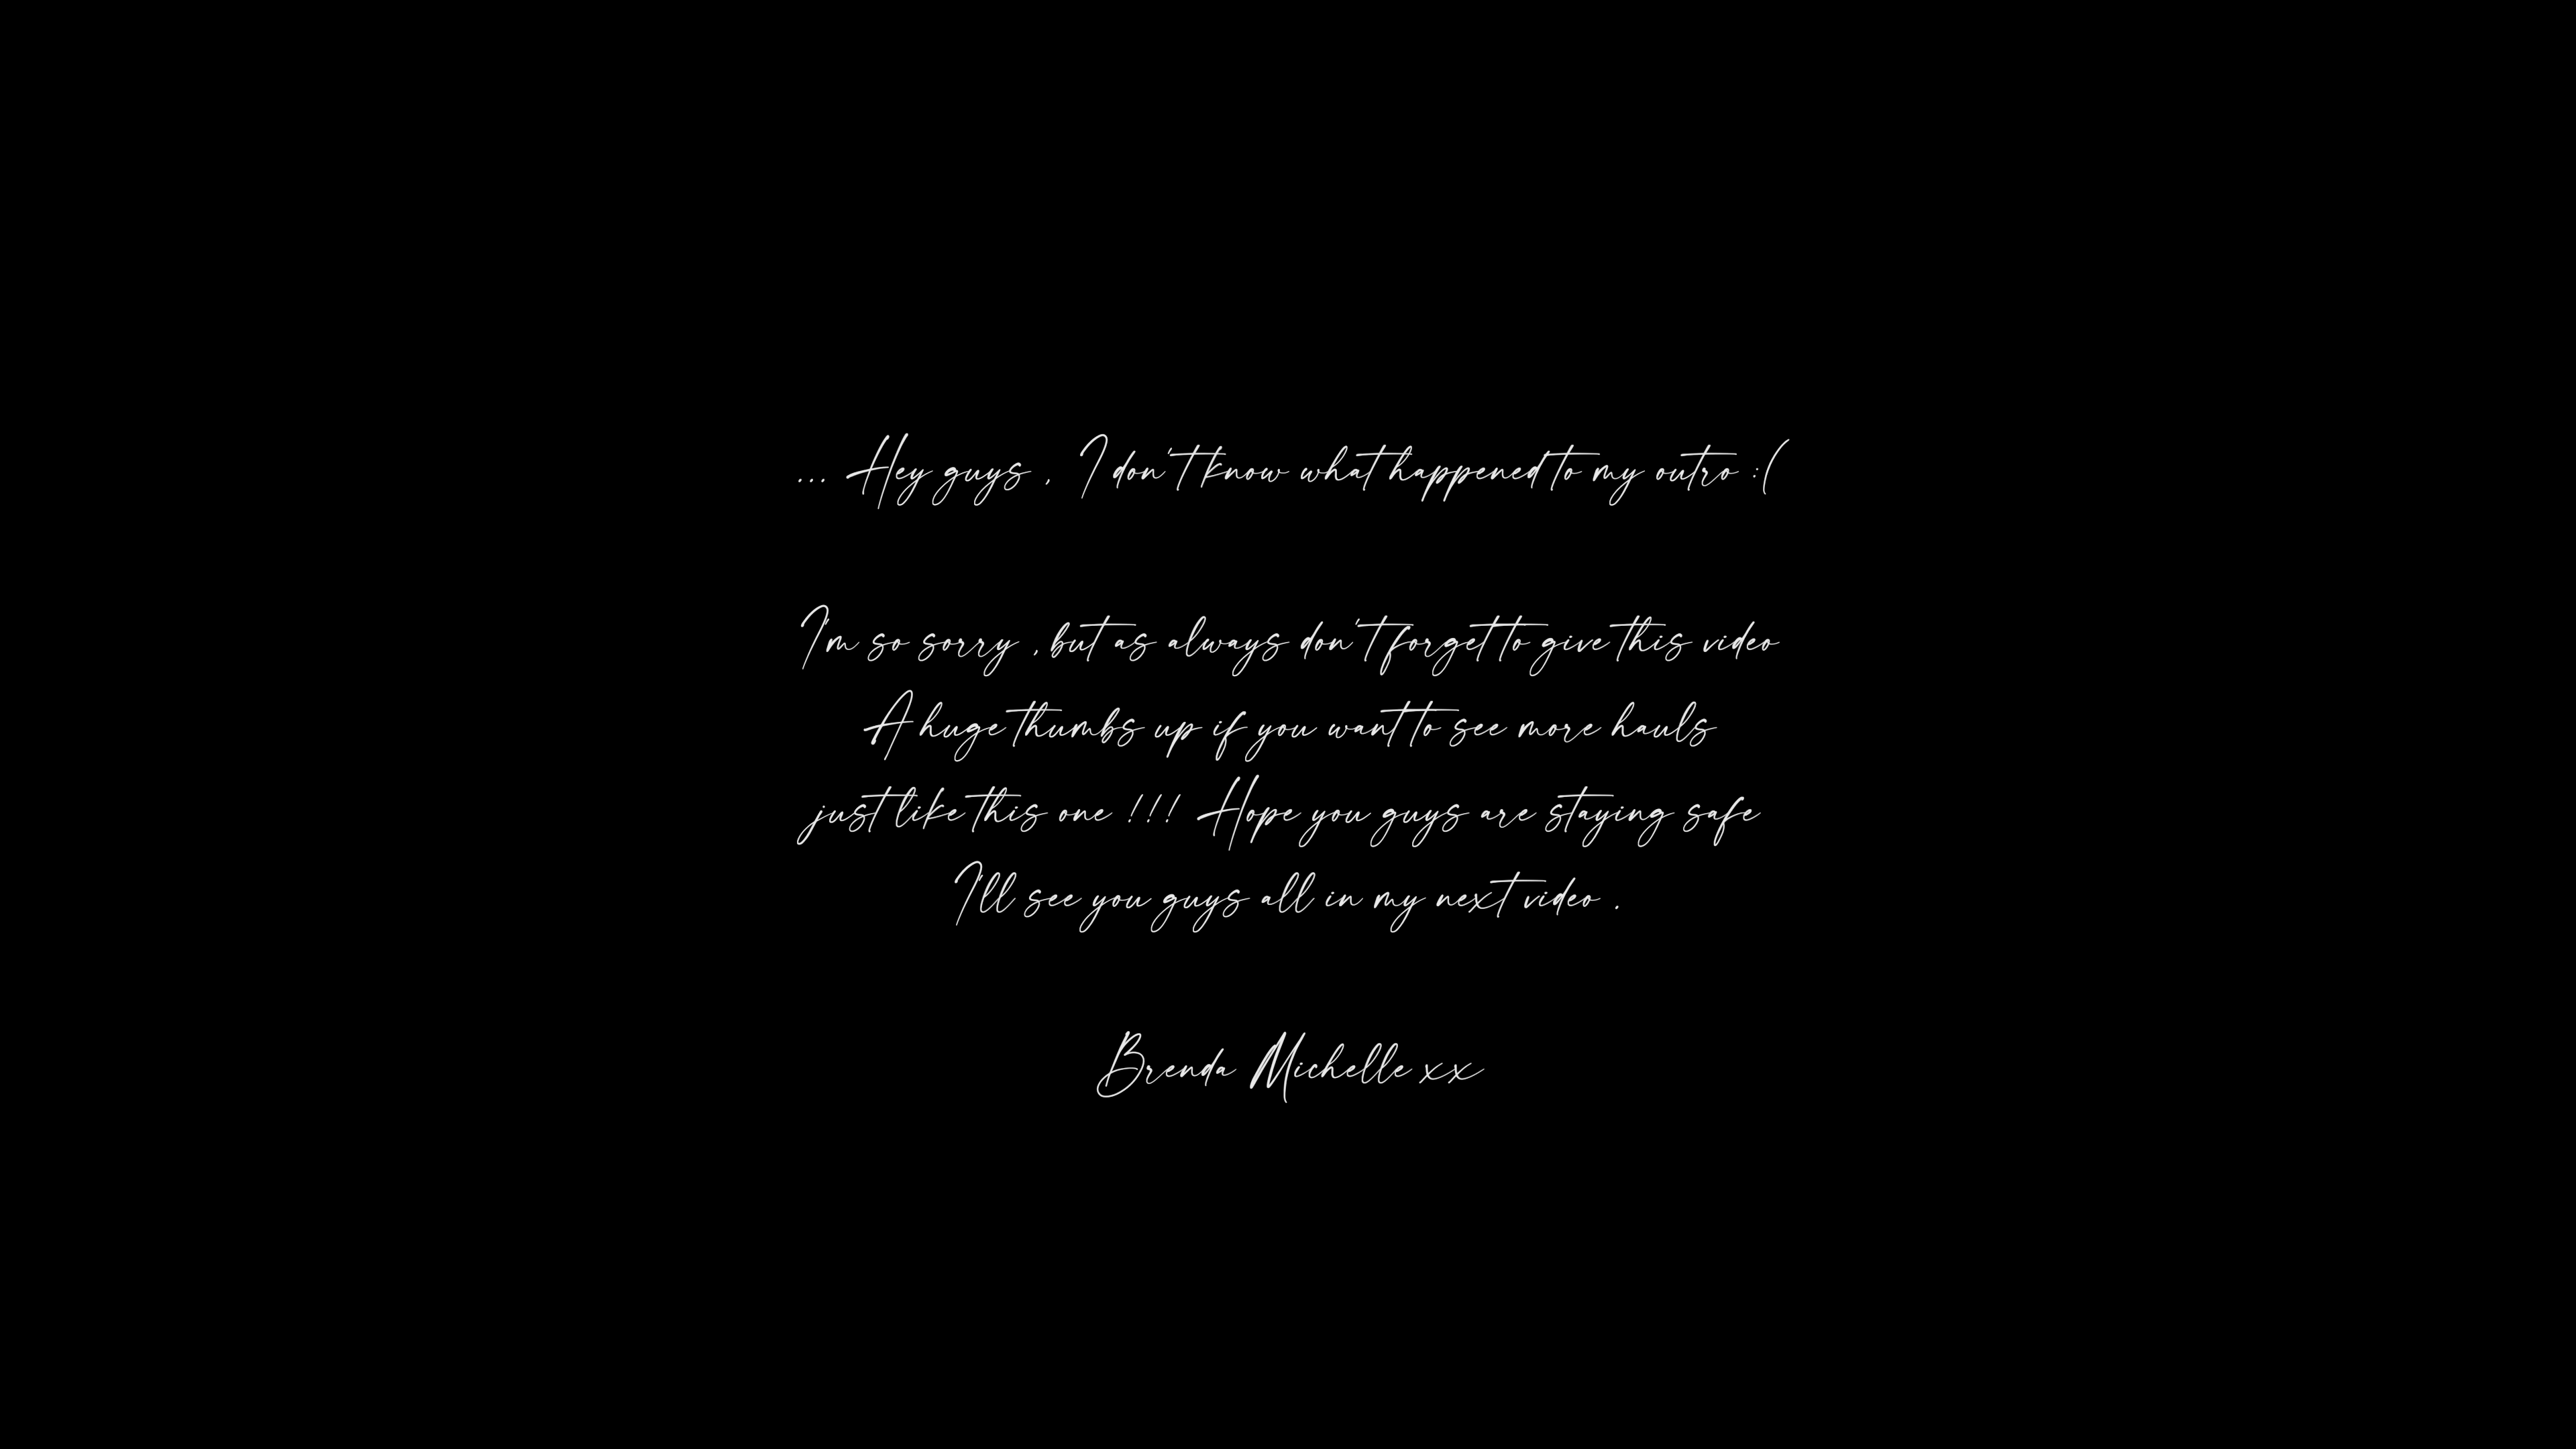 ... Hey guys , I don't know what happened to my outro :(
I'm so sorry , but as always don't forget to give this video
A huge thumbs up if you want to see more hauls
just like this one !!! Hope you guys are staying safe
I'll see you guys all in my next video .
Brenda Michelle xx